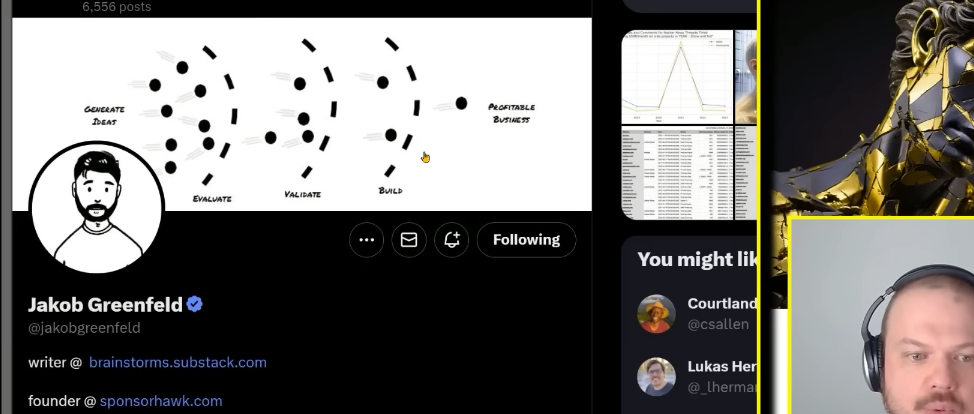 6,556 posts
GENERATE
IDEAS
PROFITABLE
BUSINESS
EVALUATE
VALIDATE
BUILD
Following
Jakob Greenfeld
@jakobgreenfeld
writer @ brainstorms.substack.com
founder @ sponsorhawk.com
You might lik
Courtland
@csallen
Lukas Her
@_lherma